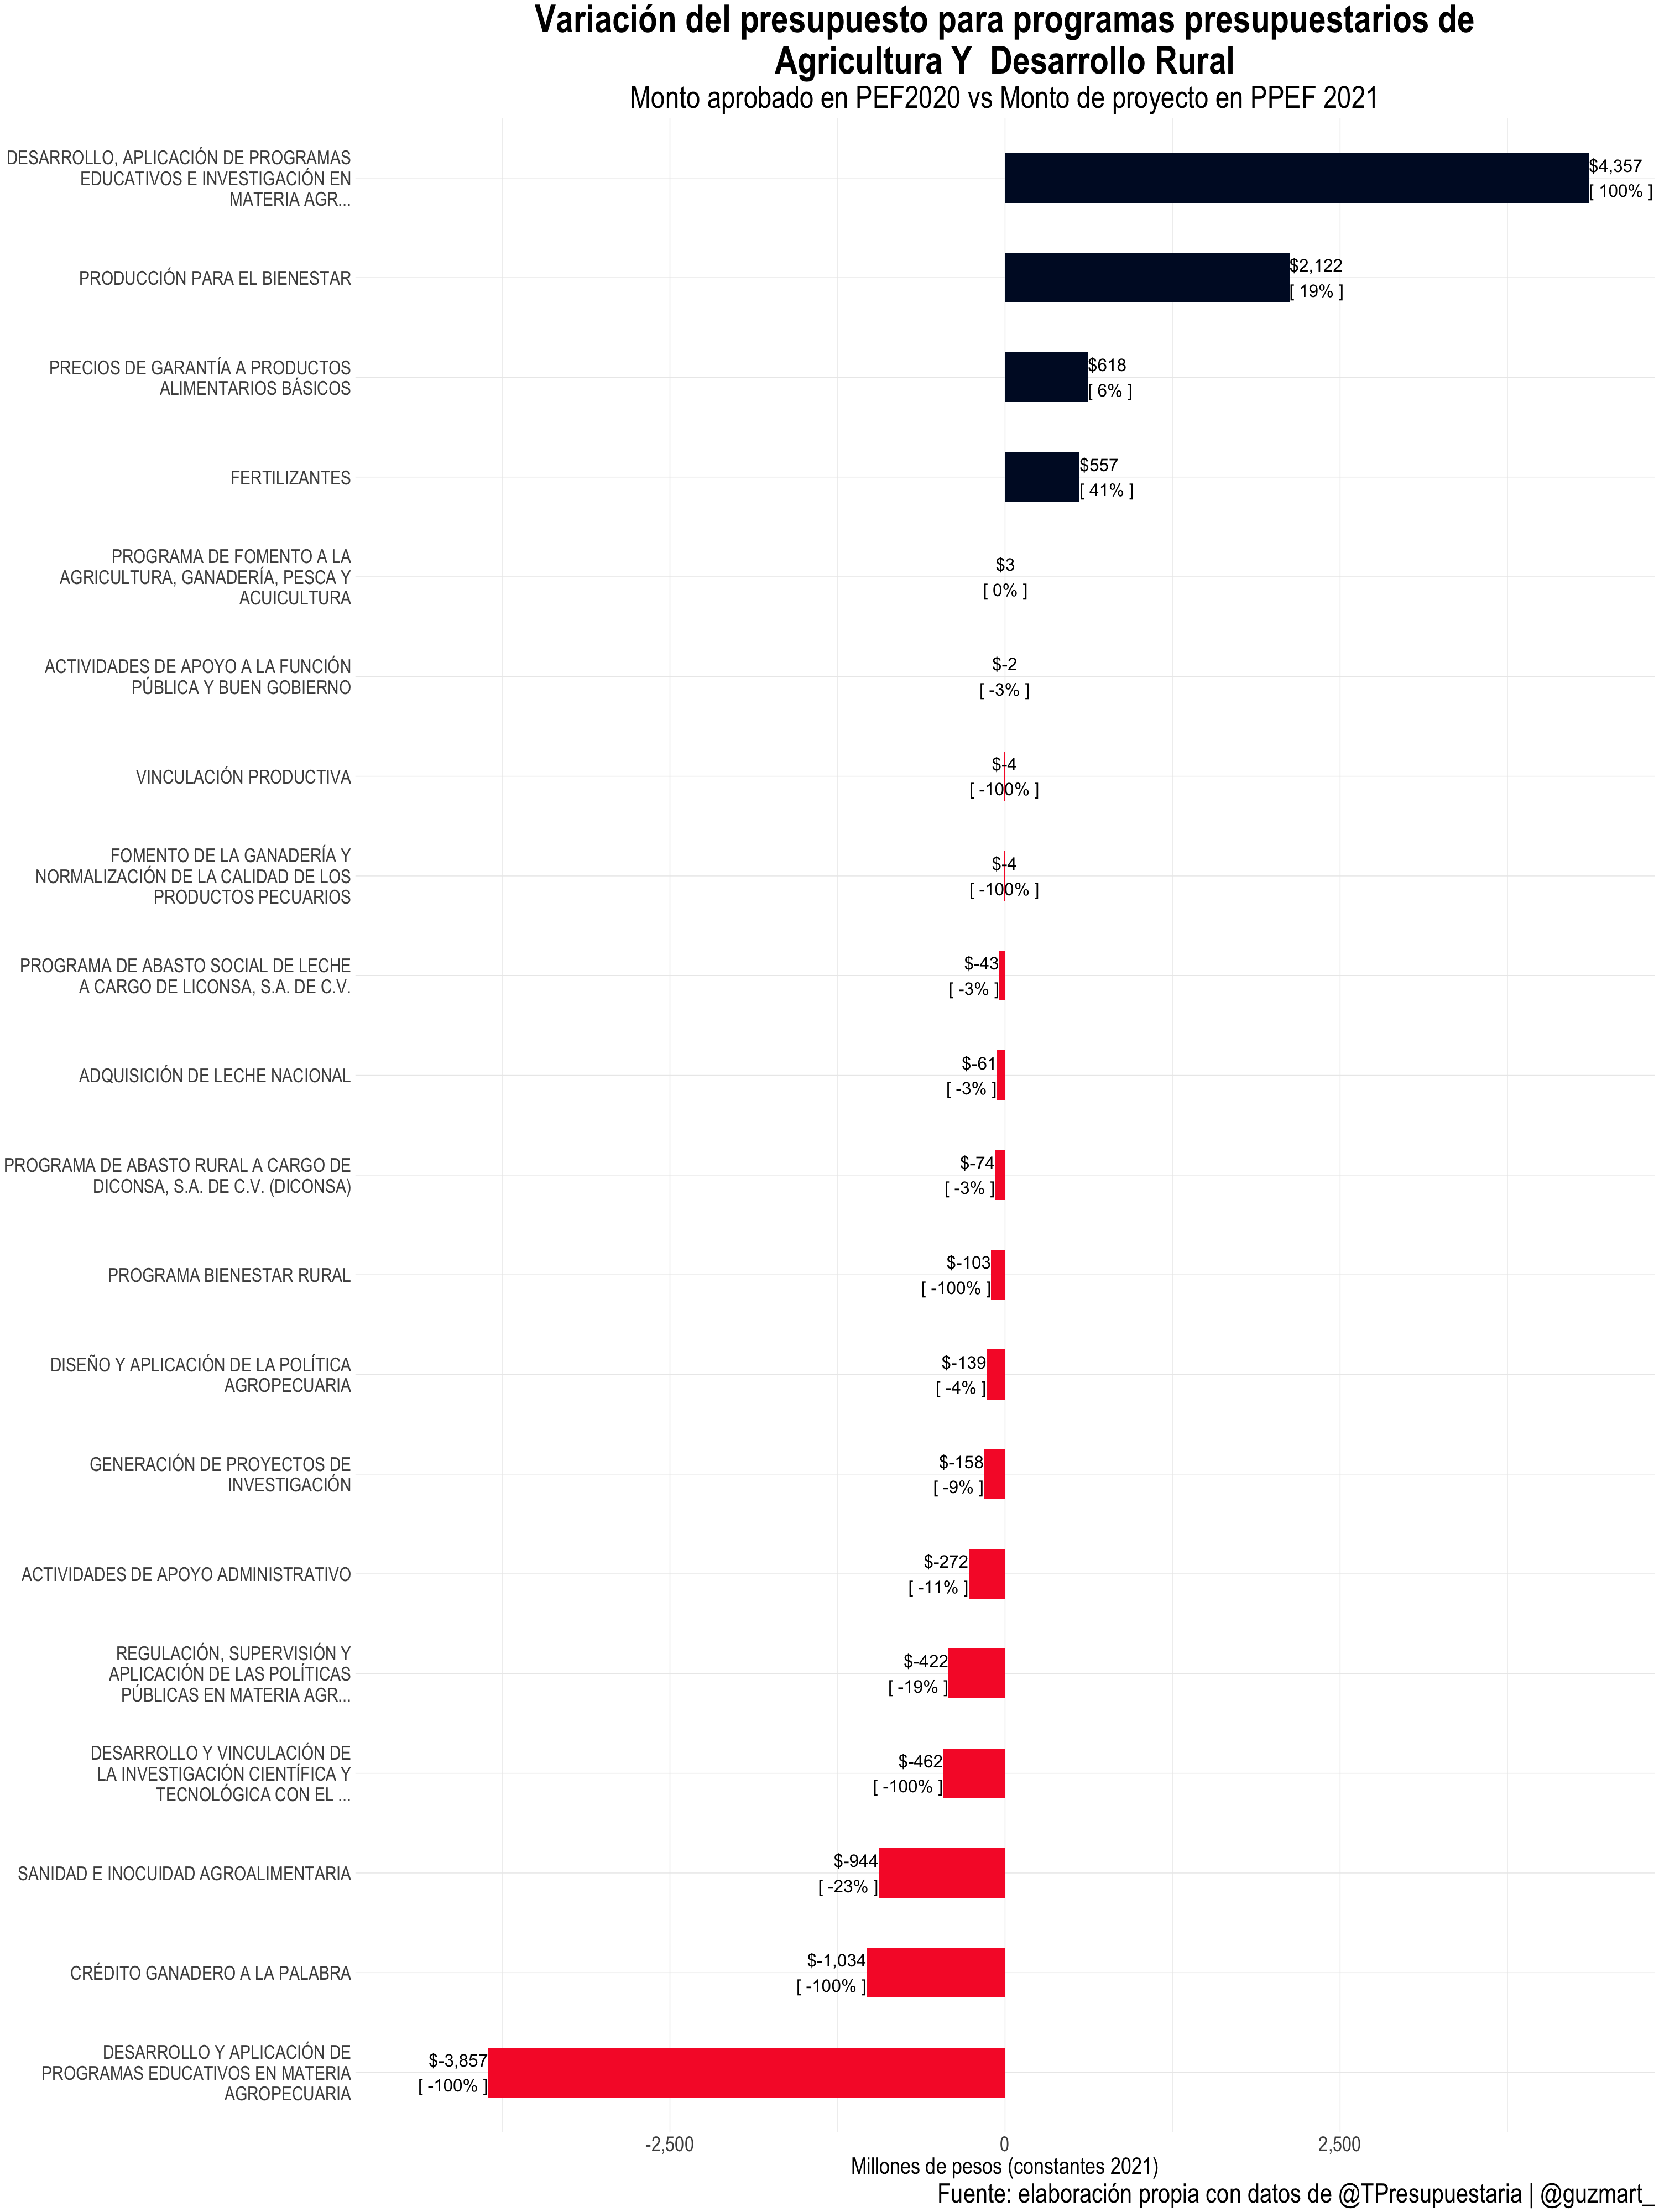 Variación del presupuesto para programas presupuestarios de
Agricultura Y  Desarrollo Rural
Monto aprobado en PEF2020 vs Monto de proyecto en PPEF 2021
DESARROLLO, APLICACIÓN DE PROGRAMAS
EDUCATIVOS E INVESTIGACIÓN EN
MATERIA AGR...
$4,357
[ 100% ]
PRODUCCIÓN PARA EL BIENESTAR
$2,122
[ 19% ]
PRECIOS DE GARANTÍA A PRODUCTOS
ALIMENTARIOS BÁSICOS
$618
[ 6% ]
FERTILIZANTES
$557
[ 41% ]
PROGRAMA DE FOMENTO A LA
AGRICULTURA, GANADERÍA, PESCA Y
ACUICULTURA
$3
[ 0% ]
ACTIVIDADES DE APOYO A LA FUNCIÓN
PÚBLICA Y BUEN GOBIERNO
$-2
[ -3% ]
VINCULACIÓN PRODUCTIVA
$-4
[ -100% ]
FOMENTO DE LA GANADERÍA Y
NORMALIZACIÓN DE LA CALIDAD DE LOS
PRODUCTOS PECUARIOS
$-4
[ -100% ]
PROGRAMA DE ABASTO SOCIAL DE LECHE
A CARGO DE LICONSA, S.A. DE C.V.
$-43
[ -3% ]
ADQUISICIÓN DE LECHE NACIONAL
$-61
[ -3% ]
PROGRAMA DE ABASTO RURAL A CARGO DE
DICONSA, S.A. DE C.V. (DICONSA)
$-74
[ -3% ]
PROGRAMA BIENESTAR RURAL
$-103
[ -100% ]
DISEÑO Y APLICACIÓN DE LA POLÍTICA
AGROPECUARIA
$-139
[ -4% ]
GENERACIÓN DE PROYECTOS DE
INVESTIGACIÓN
$-158
[ -9% ]
ACTIVIDADES DE APOYO ADMINISTRATIVO
$-272
[ -11% ]
REGULACIÓN, SUPERVISIÓN Y
APLICACIÓN DE LAS POLÍTICAS
PÚBLICAS EN MATERIA AGR...
$-422
[ -19% ]
DESARROLLO Y VINCULACIÓN DE
LA INVESTIGACIÓN CIENTÍFICA Y
TECNOLÓGICA CON EL ...
$-462
[ -100% ]
SANIDAD E INOCUIDAD AGROALIMENTARIA
$-944
[ -23% ]
CRÉDITO GANADERO A LA PALABRA
$-1,034
[ -100% ]
DESARROLLO Y APLICACIÓN DE
PROGRAMAS EDUCATIVOS EN MATERIA
AGROPECUARIA
$-3,857
[ -100% ]
-2,500 0 2,500
Millones de pesos (constantes 2021)
Fuente: elaboración propia con datos de @TPresupuestaria | @guzmart_